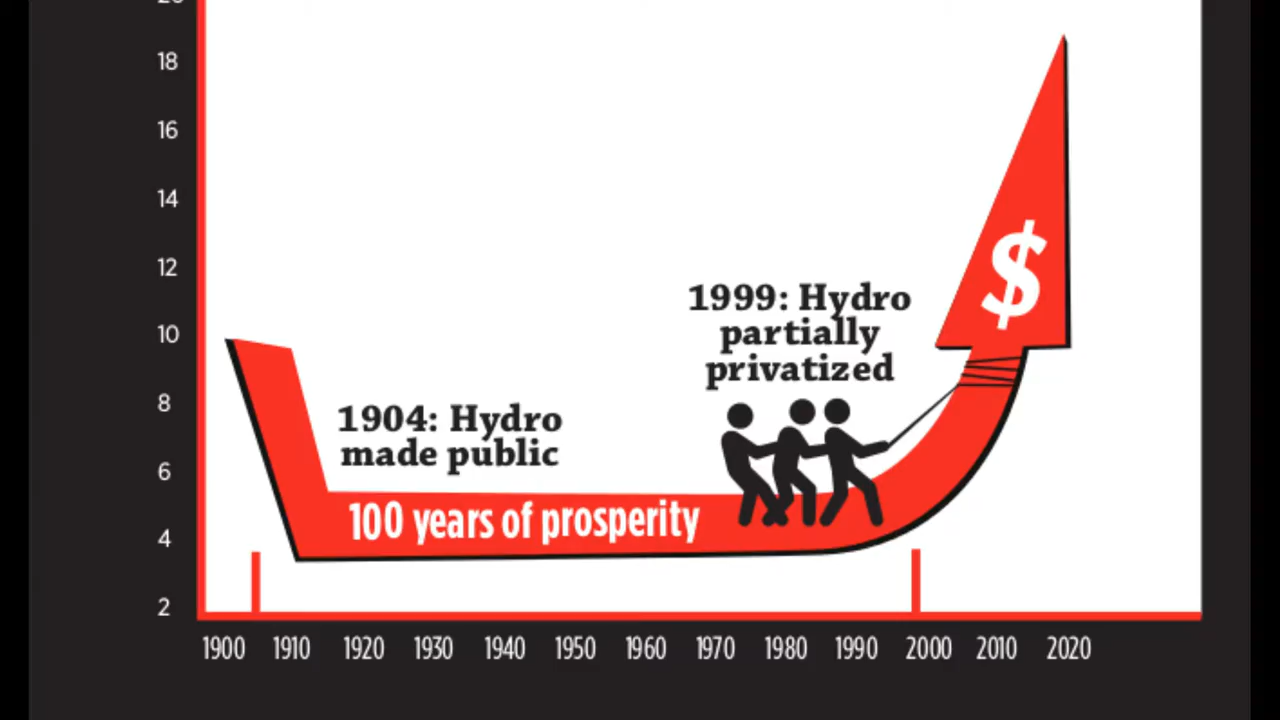 18
16
14
12
10
8
6
4
2
$
1999: Hydro
partially
privatized
1904: Hydro
made public
100 years of prosperity
1900 1910 1920 1930 1940 1950 1960 1970 1980 1990 2000 2010 2020